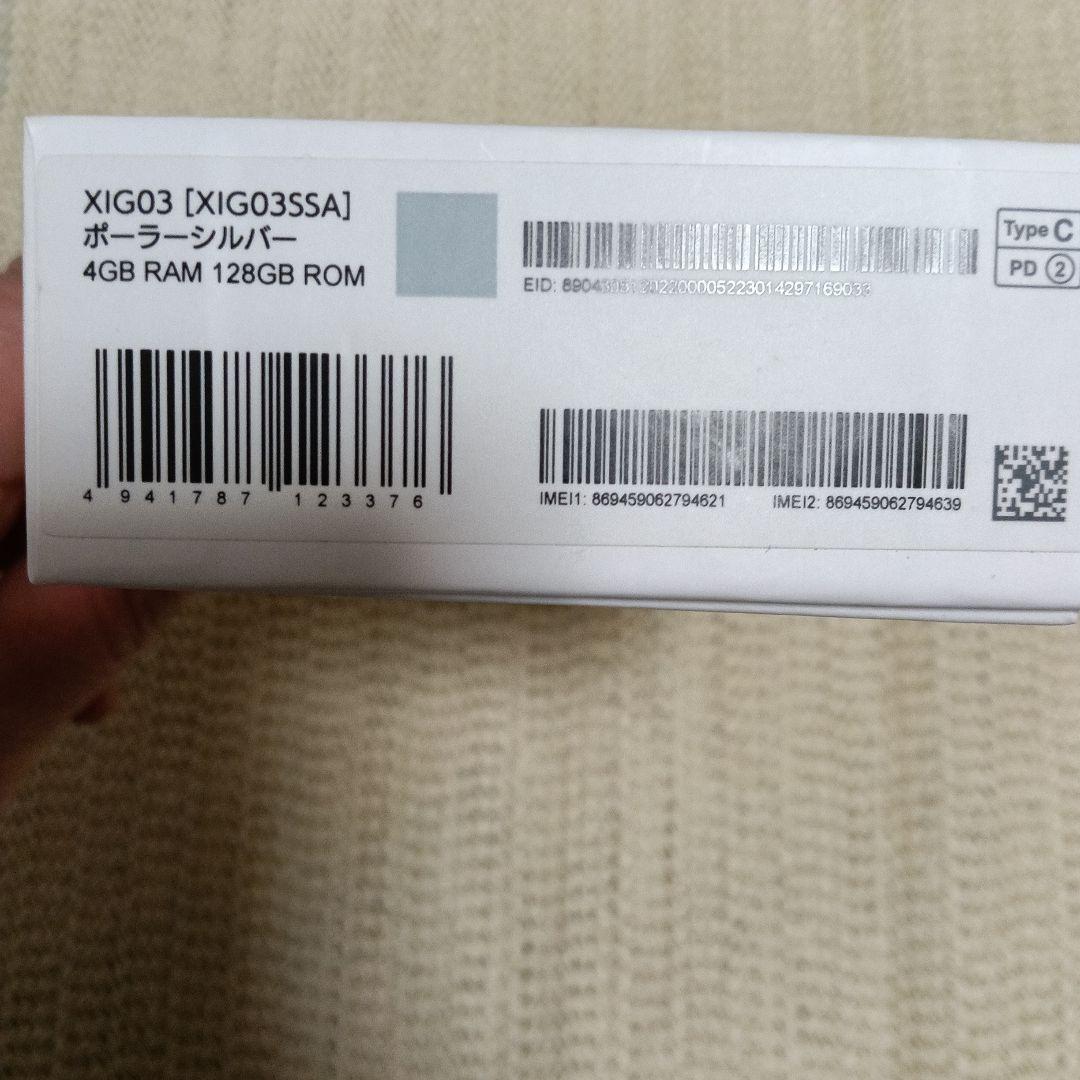 XIG03 [XIG03SSA]
ポーラーシルバー
4GB RAM 128GB ROM
EID:
Type C
PD 2
4 941787 123376
IMEI1: 869459062794621
IMEI2: 869459062794639